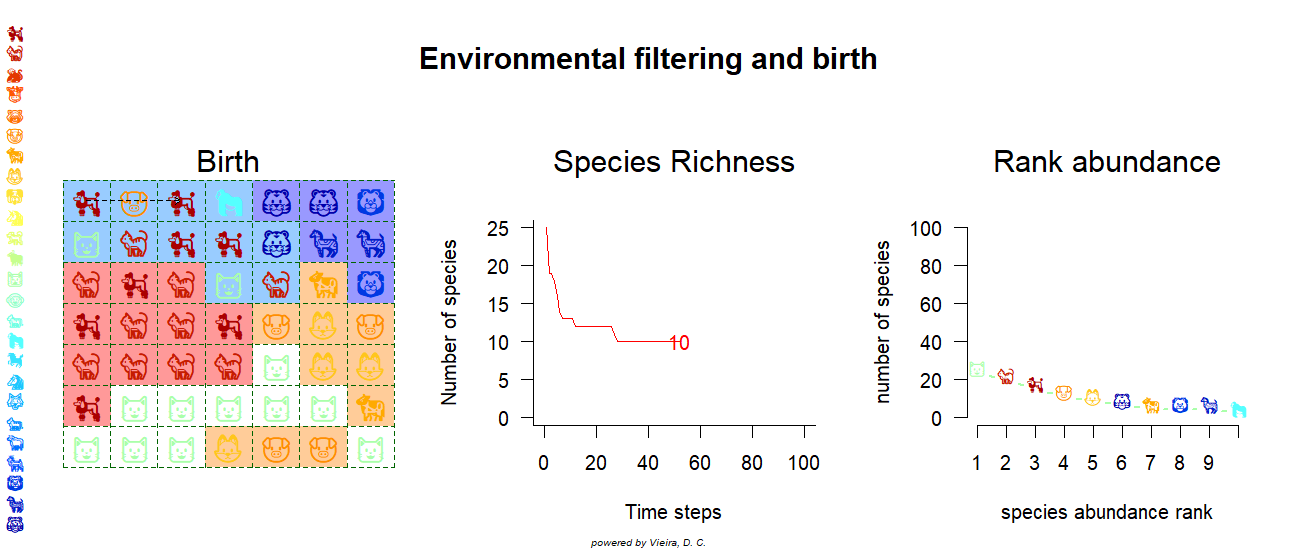 Environmental filtering and birth
Birth
Species Richness
Number of species
25
20
15
10
5
0
10
0 20 40 60 80 100
Time steps
Rank abundance
number of species
100
80
60
40
20
0
1 2 3 4 5 6 7 8 9
species abundance rank
powered by Vieira, D. C.